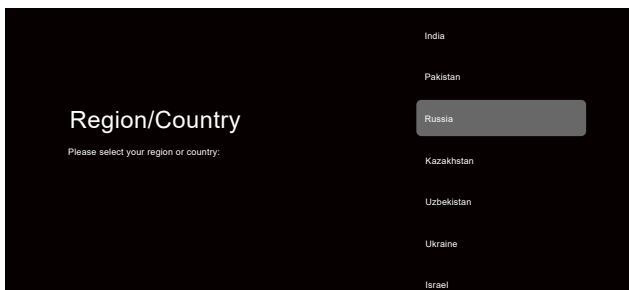 Region/Country
Please select your region or country:
India
Pakistan
Russia
Kazakhstan
Uzbekistan
Ukraine
Israel